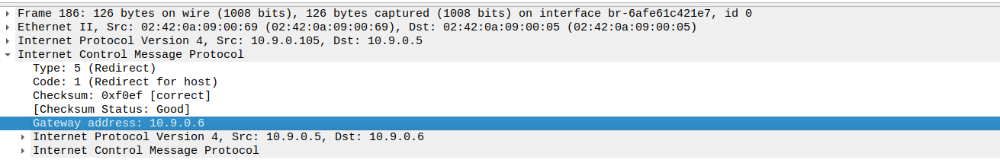 Frame 186: 126 bytes on wire (1008 bits), 126 bytes captured (1008 bits) on interface br-6afe61c421e7, id 0
Ethernet II, Src: 02:42:0a:09:00:69 (02:42:0a:09:00:69), Dst: 02:42:0a:09:00:05 (02:42:0a:09:00:05)
Internet Protocol Version 4, Src: 10.9.0.105, Dst: 10.9.0.5
Internet Control Message Protocol
Type: 5 (Redirect)
Code: 1 (Redirect for host)
Checksum: 0xf0ef [correct]
[Checksum Status: Good]
Gateway address: 10.9.0.6
Internet Protocol Version 4, Src: 10.9.0.5, Dst: 10.9.0.6
Internet Control Message Protocol